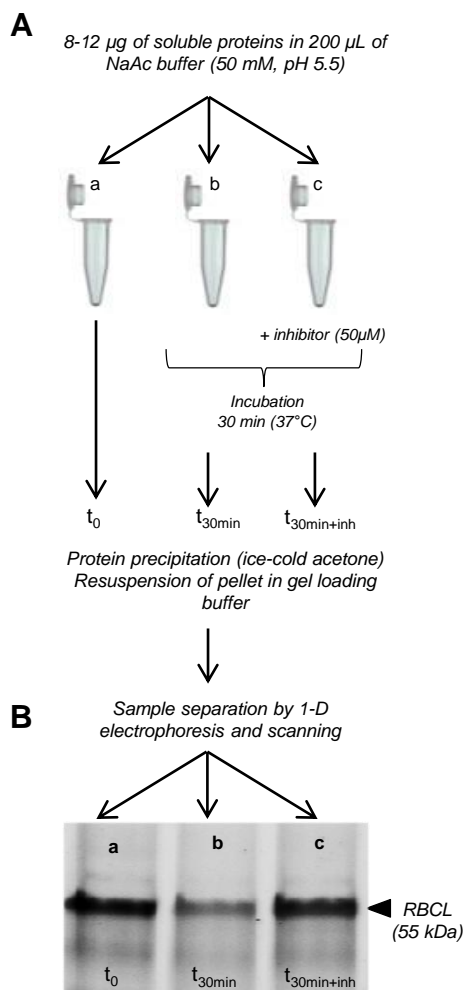 A
8-12 µg of soluble proteins in 200 µL of
NaAc buffer (50 mM, pH 5.5)
a b c
+ inhibitor (50µM)
Incubation
30 min (37°C)
t0 t30min t30min+inh
Protein precipitation (ice-cold acetone)
Resuspension of pellet in gel loading
buffer
B
Sample separation by 1-D
electrophoresis and scanning
a b c
RBCL
(55 kDa)
t0 t30min t30min+inh